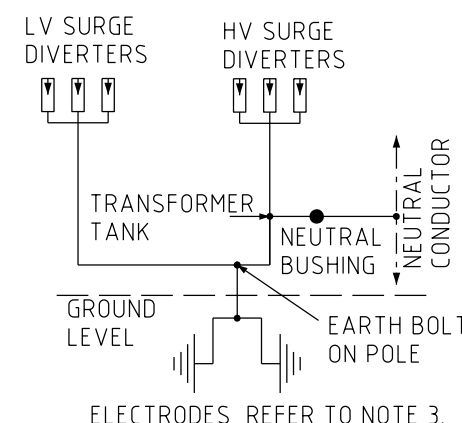 LV SURGE
DIVERTERS
HV SURGE
DIVERTERS
TRANSFORMER
TANK
NEUTRAL
BUSHING
NEUTRAL
CONDUCTOR
GROUND
LEVEL
EARTH BOLT
ON POLE
ELECTRODES REFER TO NOTE 3.